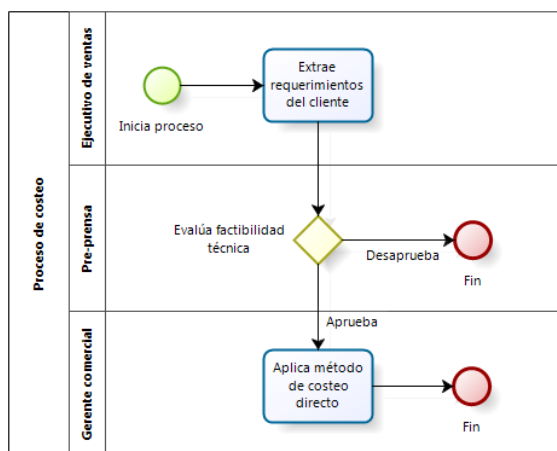 Proceso de costeo
Ejecutivo de ventas
Extrae
requerimientos
del cliente
Inicia proceso
Pre-prensa
Evalúa factibilidad
técnica
Desaprueba
Fin
Aprueba
Gerente comercial
Aplica método
de costeo
directo
Fin